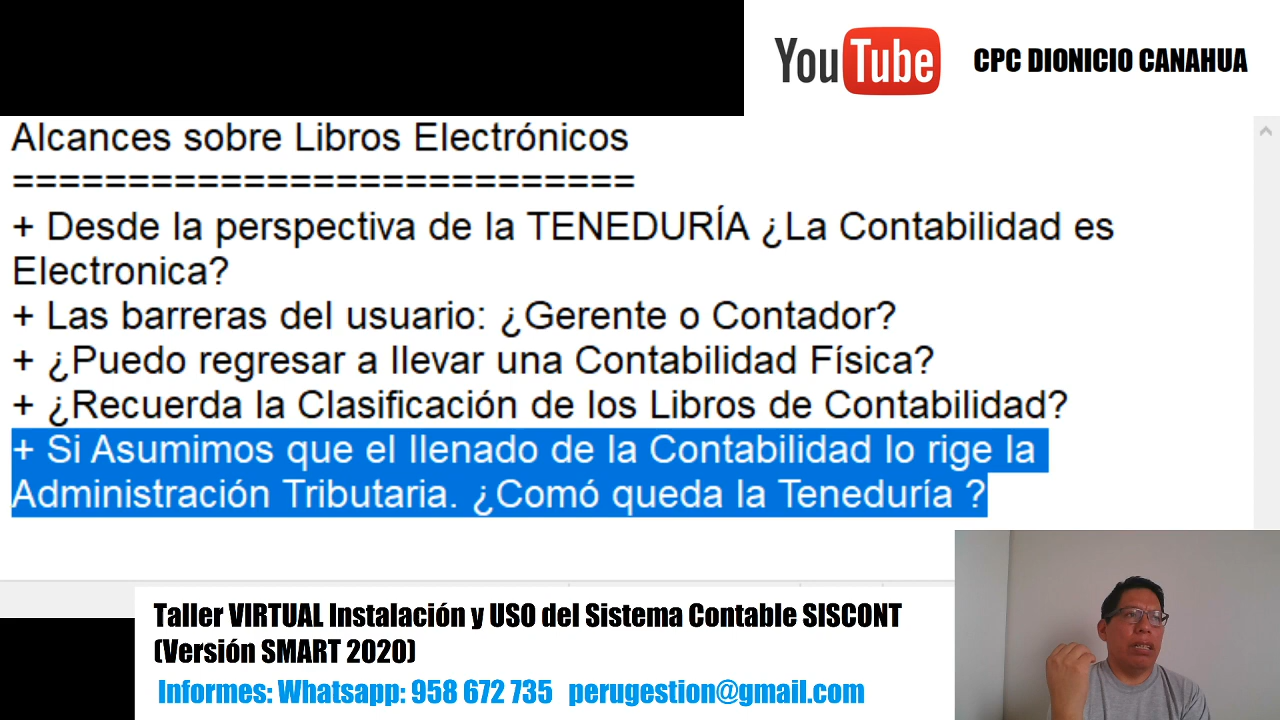 YouTube
CPC DIONICIO CANAHUA
Alcances sobre Libros Electrónicos
===========================
+ Desde la perspectiva de la TENEDURÍA ¿La Contabilidad es
Electronica?
+ Las barreras del usuario: ¿Gerente o Contador?
+ ¿Puedo regresar a llevar una Contabilidad Física?
+ ¿Recuerda la Clasificación de los Libros de Contabilidad?
+ Si Asumimos que el llenado de la Contabilidad lo rige la
Administración Tributaria. ¿Comó queda la Teneduría ?
Taller VIRTUAL Instalación y USO del Sistema Contable SISCONT
(Versión SMART 2020)
Informes: Whatsapp: 958 672 735 perugestion@gmail.com